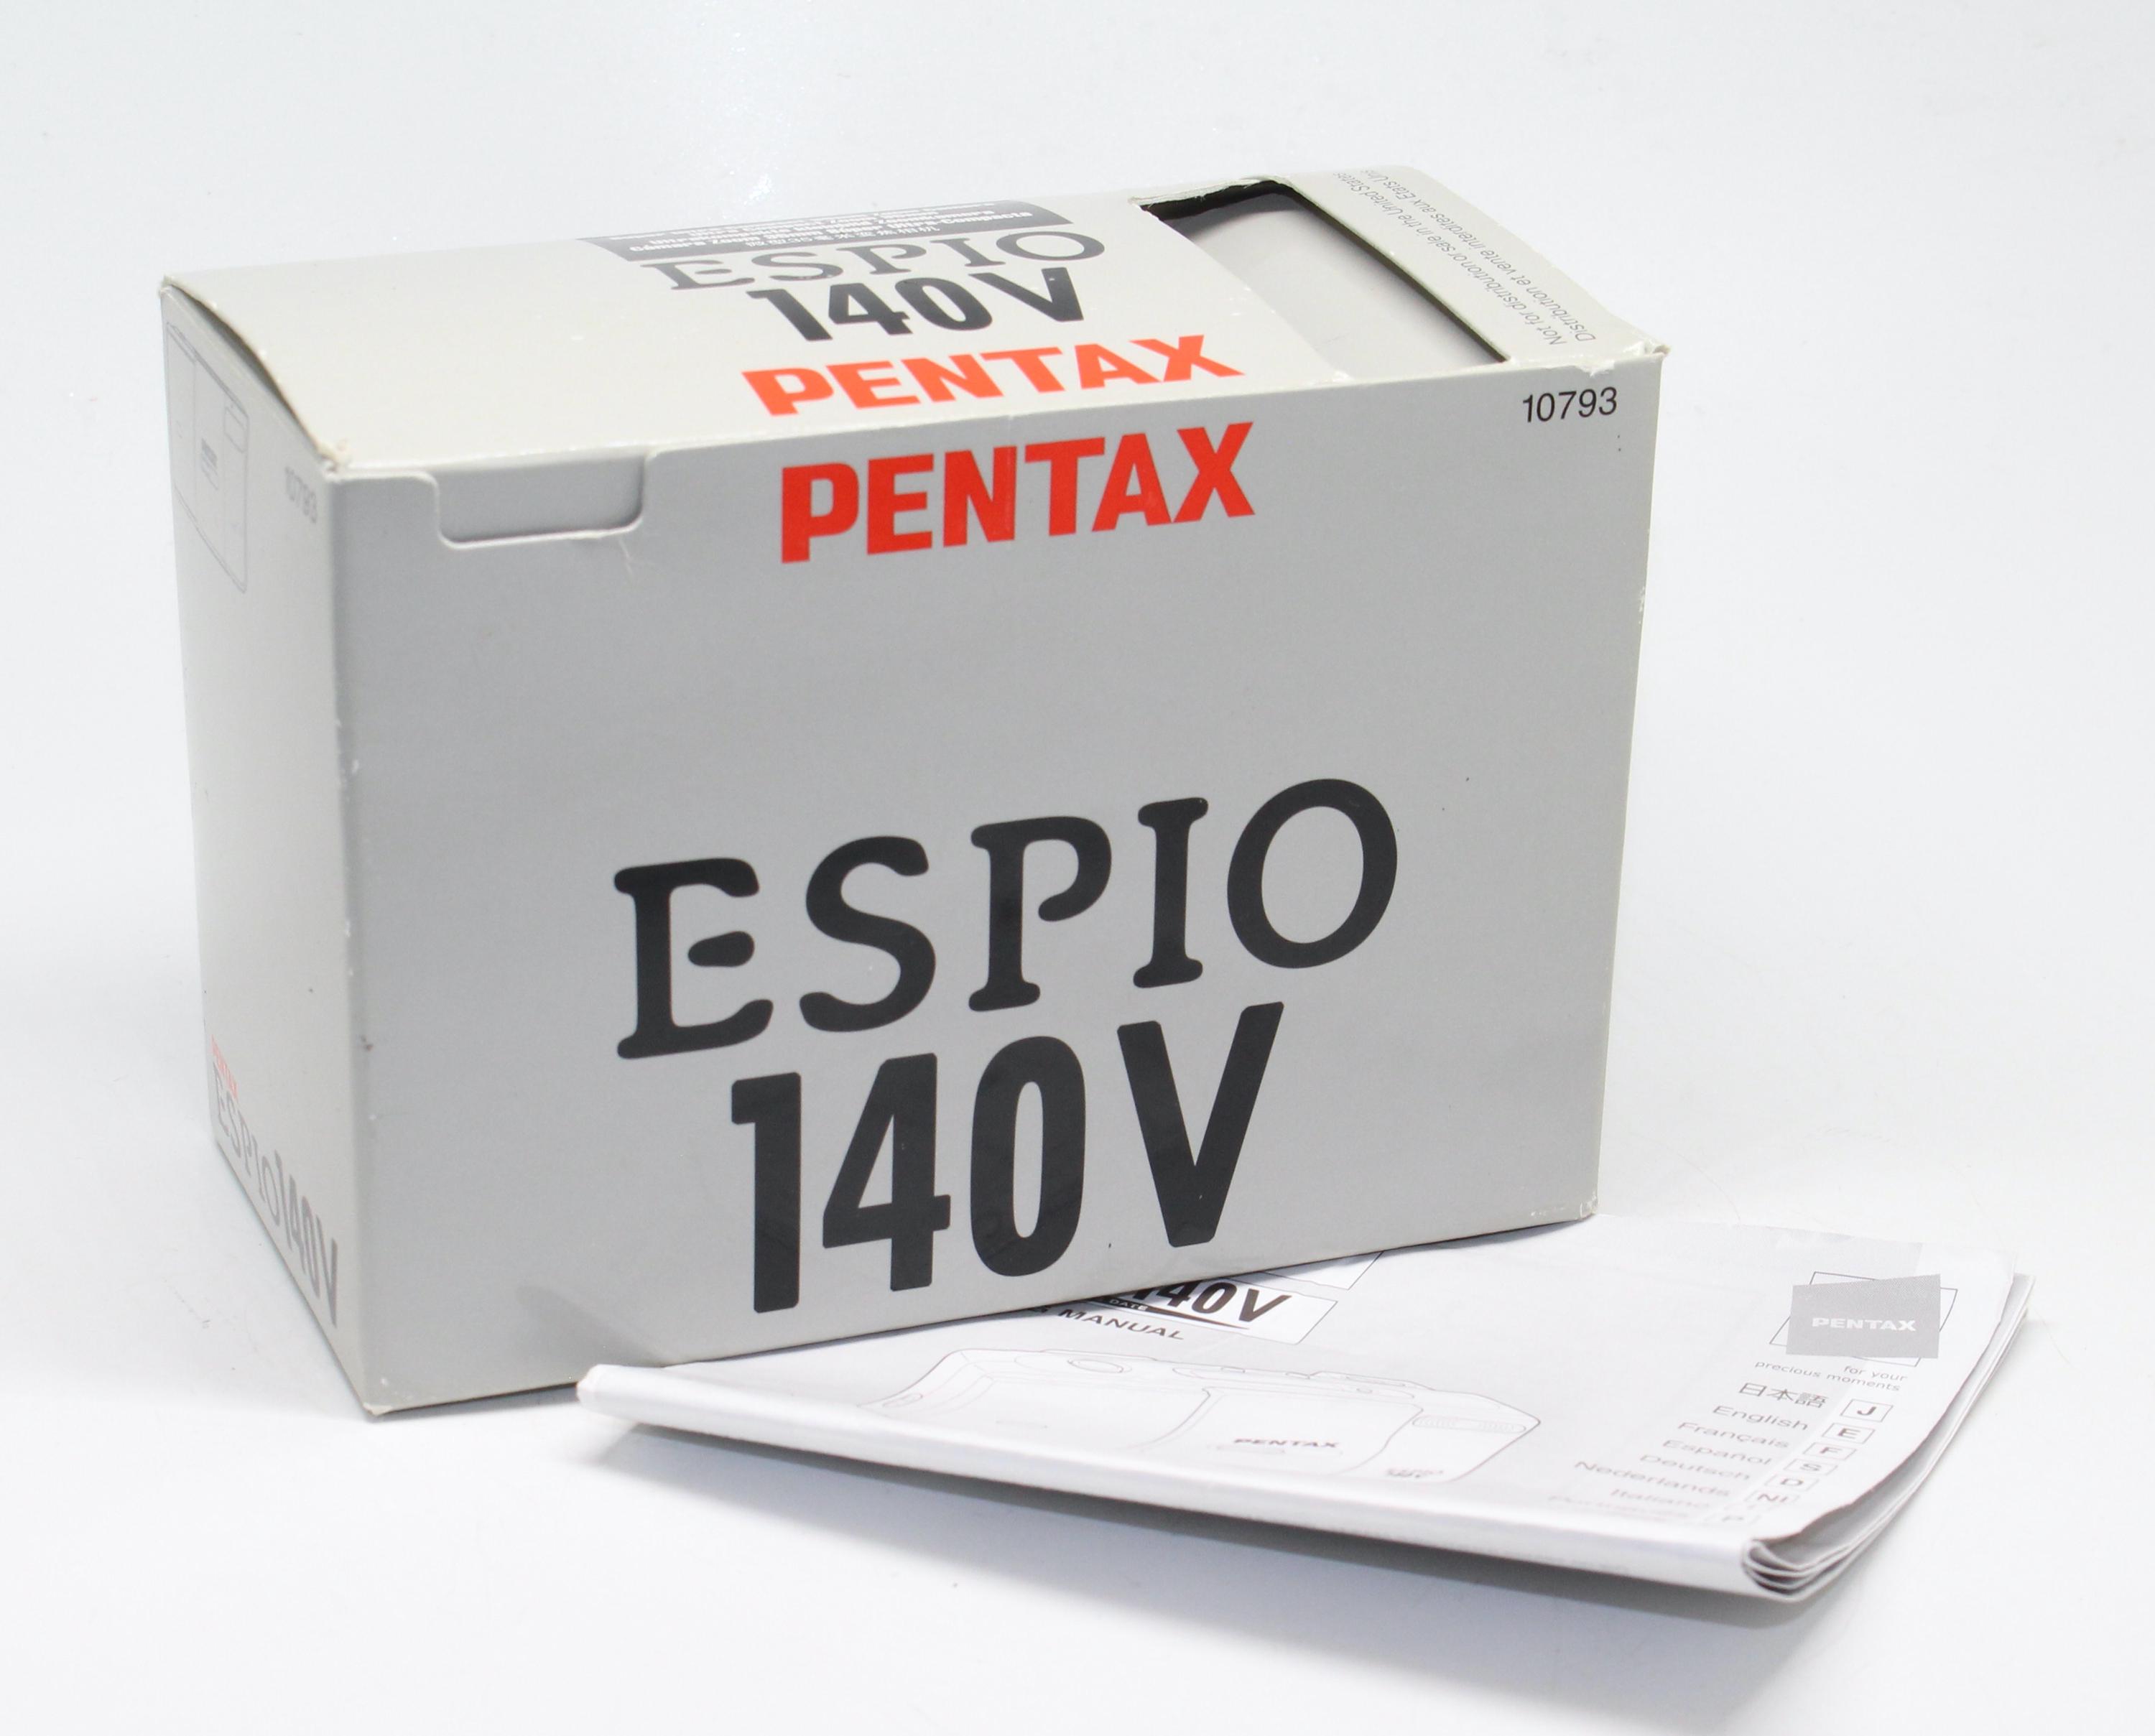 ESPIO
140V
PENTAX
Not for distribution or sale in the United States
Distribution et vente interdites aux Etats Unis
10793
PENTAX
ESPIO
140V
10793
PENTAX
ESPIO 140V
140V
DATE
MANUAL
PENTAX
PENTAX
for your
precious moments
日本語 J
English E
Français F
Español S
Deutsch D
Nederlands NL
Italiano
P